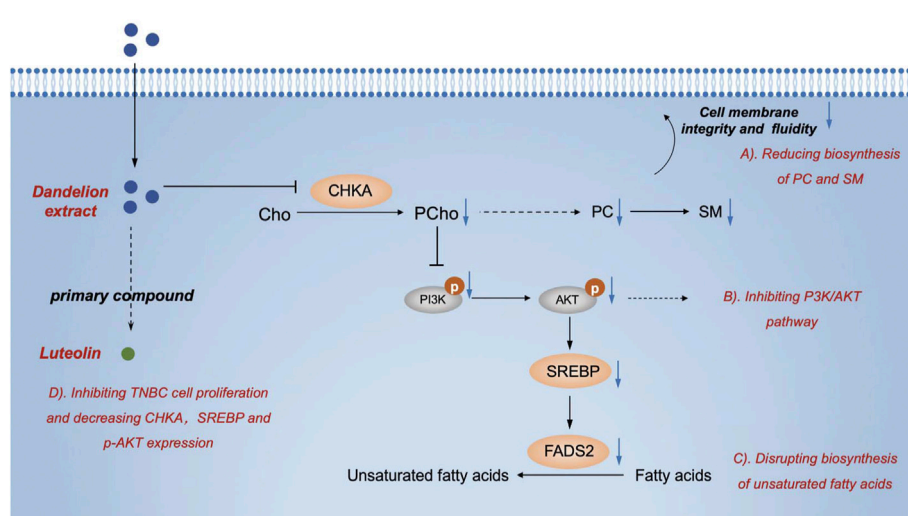 Cell membrane
integrity and fluidity
A). Reducing biosynthesis
of PC and SM
Dandelion
extract
CHKA
Cho
PCho
PC
SM
primary compound
PI3K
p
AKT
p
B). Inhibiting P3K/AKT
pathway
Luteolin
SREBP
D). Inhibiting TNBC cell proliferation
and decreasing CHKA, SREBP and
p-AKT expression
FADS2
Unsaturated fatty acids
Fatty acids
C). Disrupting biosynthesis
of unsaturated fatty acids